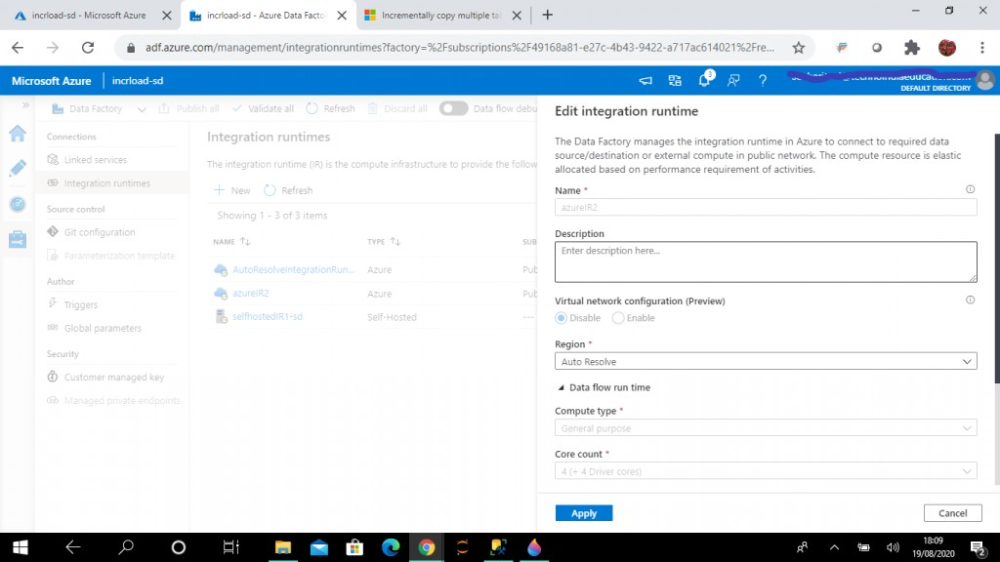 incrload-sd - Microsoft Azure
incrload-sd - Azure Data Facto
Incrementally copy multiple ta
adf.azure.com/management/integrationruntimes?factory=%2Fsubscriptions%2F49168a81-e27c-4b43-9422-a717ac614021%2Fre...
Microsoft Azure
incrload-sd
3
DEFAULT DIRECTORY
Data Factory
Publish all
Validate all
Refresh
Discard all
Data flow debu
Connections
Linked services
Integration runtimes
Source control
Git configuration
Parameterization template
Author
Triggers
Global parameters
Security
Customer managed key
Managed private endpoints
Integration runtimes
The integration runtime (IR) is the compute infrastructure to provide the follow
New
Refresh
Showing 1 - 3 of 3 items
NAME
TYPE
SUB
AutoResolveIntegrationRun...
Azure
Pub
azureIR2
Azure
Pub
selfhostedIR1-sd
Self-Hosted
---
Edit integration runtime
The Data Factory manages the integration runtime in Azure to connect to required data
source/destination or external compute in public network. The compute resource is elastic
allocated based on performance requirement of activities.
Name *
azureIR2
Description
Enter description here...
Virtual network configuration (Preview)
Disable
Enable
Region *
Auto Resolve
Data flow run time
Compute type *
General purpose
Core count *
4 (+ 4 Driver cores)
Apply
Cancel
18:09
19/08/2020
2